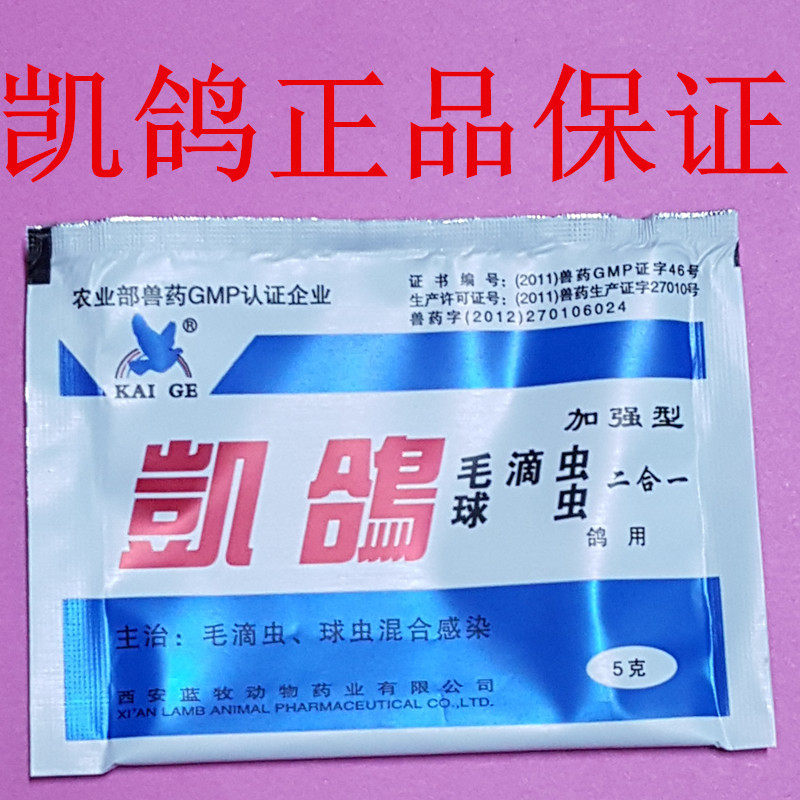 凯鸽正品保证
农业部兽药GMP认证企业
证书编号:(2011)兽药GMP证字46号
生产许可证号:(2011)兽药生产证字27010号
兽药字(2012)270106024
®
KAI GE
加强型
凱鴿
毛滴虫
球 虫
二合一
鸽用
主治:毛滴虫、球虫混合感染
5克
西安蓝牧动物药业有限公司
XI'AN LAMB ANIMAL PHARMACEUTICAL CO.,LTD.